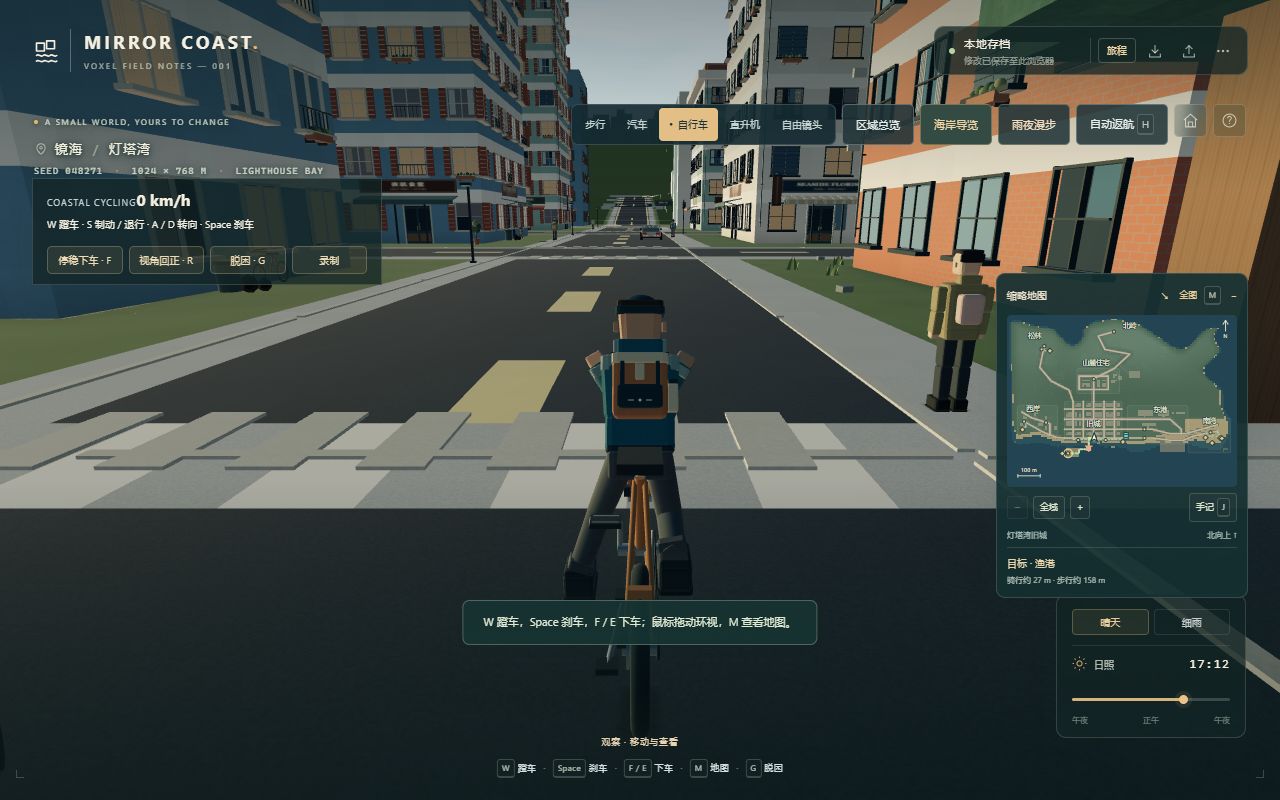 MIRROR COAST.
VOXEL FIELD NOTES — 001
A SMALL WORLD, YOURS TO CHANGE
镜海 / 灯塔湾
SEED 048271 · 1024 × 768 M · LIGHTHOUSE BAY
COASTAL CYCLING 0 km/h
W 蹬车 · S 制动 / 退行 · A / D 转向 · Space 刹车
停稳下车 · F
视角回正 · R
脱困 · G
录制
本地存档
修改已保存至此浏览器
旅程
步行
汽车
• 自行车
直升机
自由镜头
区域总览
海岸导览
雨夜漫步
自动返航 H
SEASIDE FLORIS
缩略地图
全图 M −
松林
北岭
N
山麓住宅
西岸
旧城
东港
南湾
100 m
− 全域 +
手记 J
灯塔湾旧城
北向上 ↑
目标 · 渔港
骑行约 27 m · 步行约 158 m
晴天
细雨
日照 17:12
午夜 正午 午夜
W 蹬车，Space 刹车，F / E 下车；鼠标拖动环视，M 查看地图。
观察 · 移动与查看
W 蹬车 · Space 刹车 · F / E 下车 · M 地图 · G 脱困